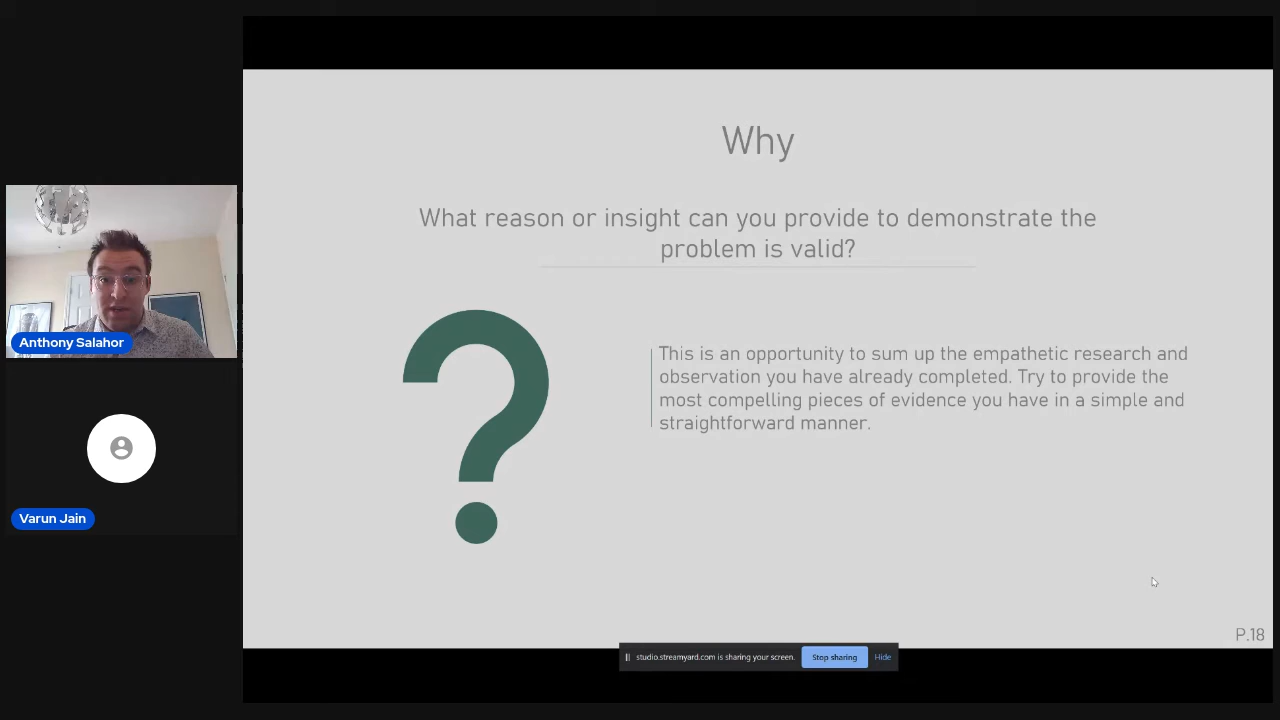 Why
What reason or insight can you provide to demonstrate the
problem is valid?
This is an opportunity to sum up the empathetic research and
observation you have already completed. Try to provide the
most compelling pieces of evidence you have in a simple and
straightforward manner.
P.18
Anthony Salahor
Varun Jain
studio.streamyard.com is sharing your screen.
Stop sharing
Hide